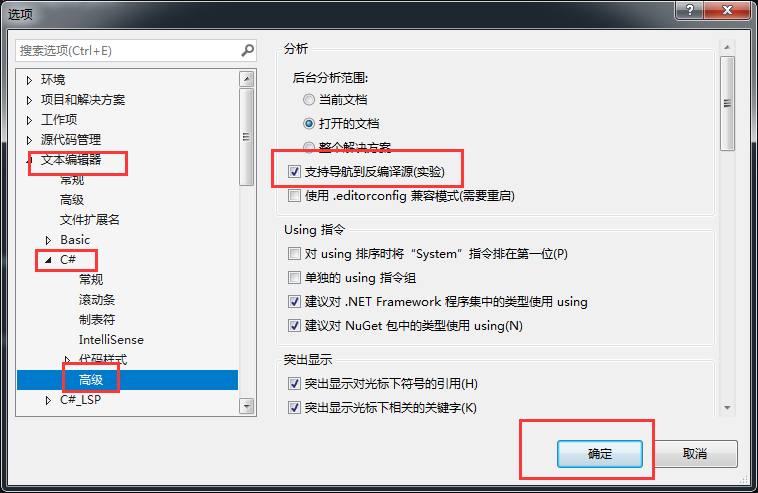 选项
搜索选项(Ctrl+E)
环境
项目和解决方案
工作项
源代码管理
文本编辑器
常规
高级
文件扩展名
Basic
C#
常规
滚动条
制表符
IntelliSense
代码样式
高级
C#_LSP
分析
后台分析范围:
当前文档
打开的文档
整个解决方案
支持导航到反编译源(实验)
使用 .editorconfig 兼容模式(需要重启)
Using 指令
对 using 排序时将“System”指令排在第一位(P)
单独的 using 指令组
建议对 .NET Framework 程序集中的类型使用 using
建议对 NuGet 包中的类型使用 using(N)
突出显示
突出显示对光标下符号的引用(H)
突出显示光标下相关的关键字(K)
确定
取消